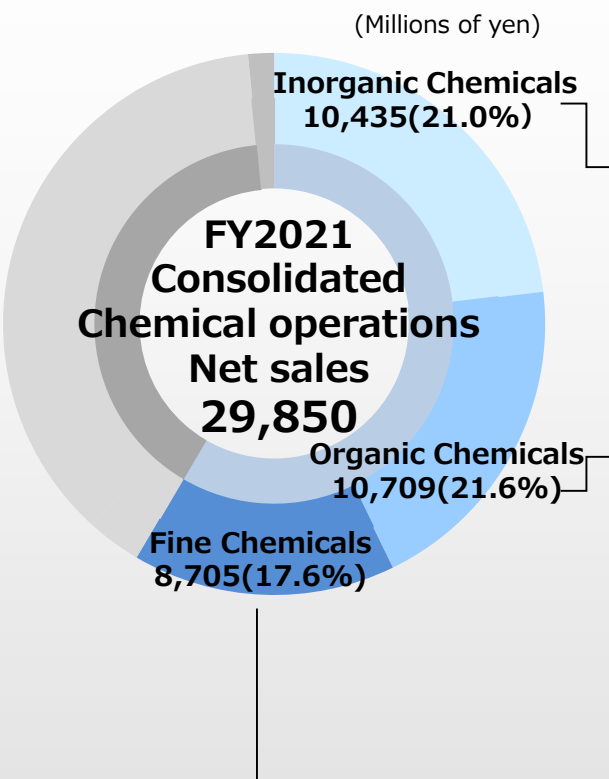 (Millions of yen)
Inorganic Chemicals
10,435(21.0%）
FY2021
Consolidated
Chemical operations
Net sales
29,850
Organic Chemicals
10,709(21.6%)
Fine Chemicals
8,705(17.6%)